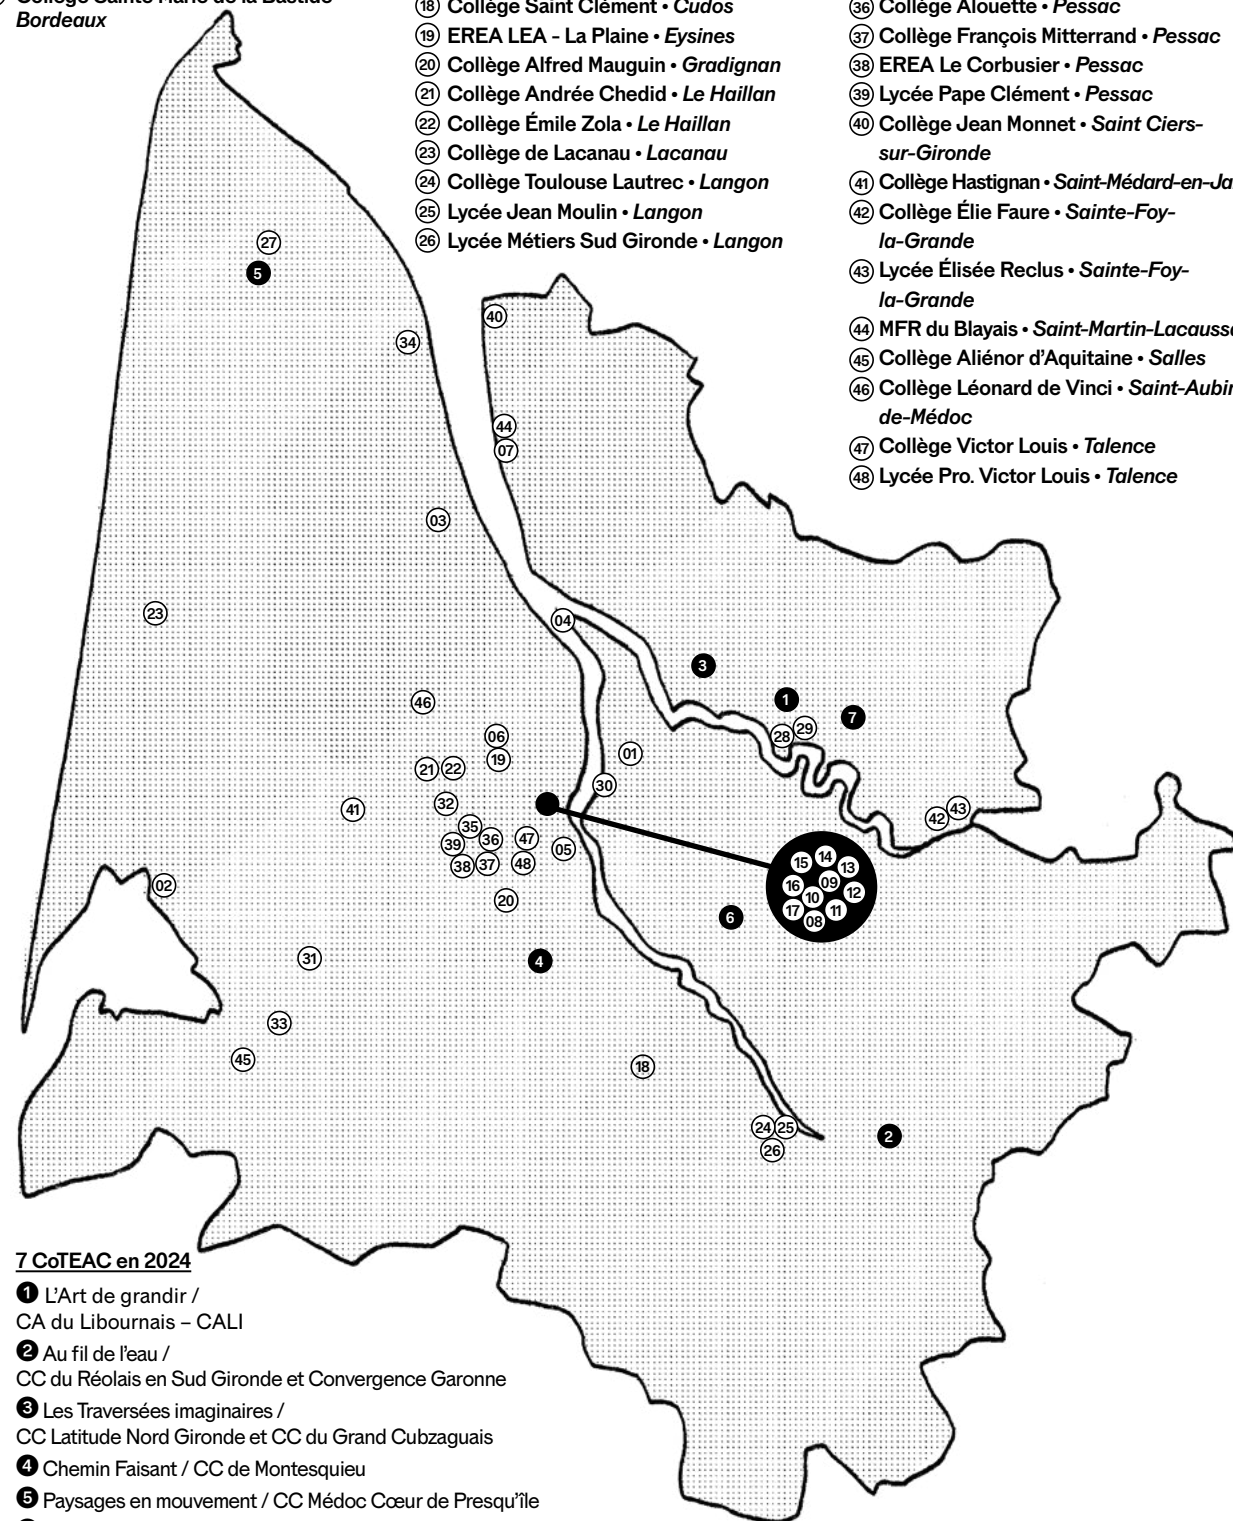 Collège Sainte Marie de la Bastide •
Bordeaux
18 Collège Saint Clément • Cudos
19 EREA LEA - La Plaine • Eysines
20 Collège Alfred Mauguin • Gradignan
21 Collège Andrée Chedid • Le Haillan
22 Collège Émile Zola • Le Haillan
23 Collège de Lacanau • Lacanau
24 Collège Toulouse Lautrec • Langon
25 Lycée Jean Moulin • Langon
26 Lycée Métiers Sud Gironde • Langon
36 Collège Alouette • Pessac
37 Collège François Mitterrand • Pessac
38 EREA Le Corbusier • Pessac
39 Lycée Pape Clément • Pessac
40 Collège Jean Monnet • Saint Ciers-
sur-Gironde
41 Collège Hastignan • Saint-Médard-en-Ja
42 Collège Élie Faure • Sainte-Foy-
la-Grande
43 Lycée Élisée Reclus • Sainte-Foy-
la-Grande
44 MFR du Blayais • Saint-Martin-Lacauss
45 Collège Aliénor d'Aquitaine • Salles
46 Collège Léonard de Vinci • Saint-Aubin
de-Médoc
47 Collège Victor Louis • Talence
48 Lycée Pro. Victor Louis • Talence
27
5
40
34
44
07
03
23
04
3
1
7
46
28 29
06
01
19
21 22
30
41
32
43
42
35
39 36 47
05
38 37 48
15 14 13
16 09 12
10
17 11
08
02
20
6
31
4
33
45
18
24 25
26
2
7 CoTEAC en 2024
1 L'Art de grandir /
CA du Libournais – CALI
2 Au fil de l'eau /
CC du Réolais en Sud Gironde et Convergence Garonne
3 Les Traversées imaginaires /
CC Latitude Nord Gironde et CC du Grand Cubzaguais
4 Chemin Faisant / CC de Montesquieu
5 Paysages en mouvement / CC Médoc Cœur de Presqu'île